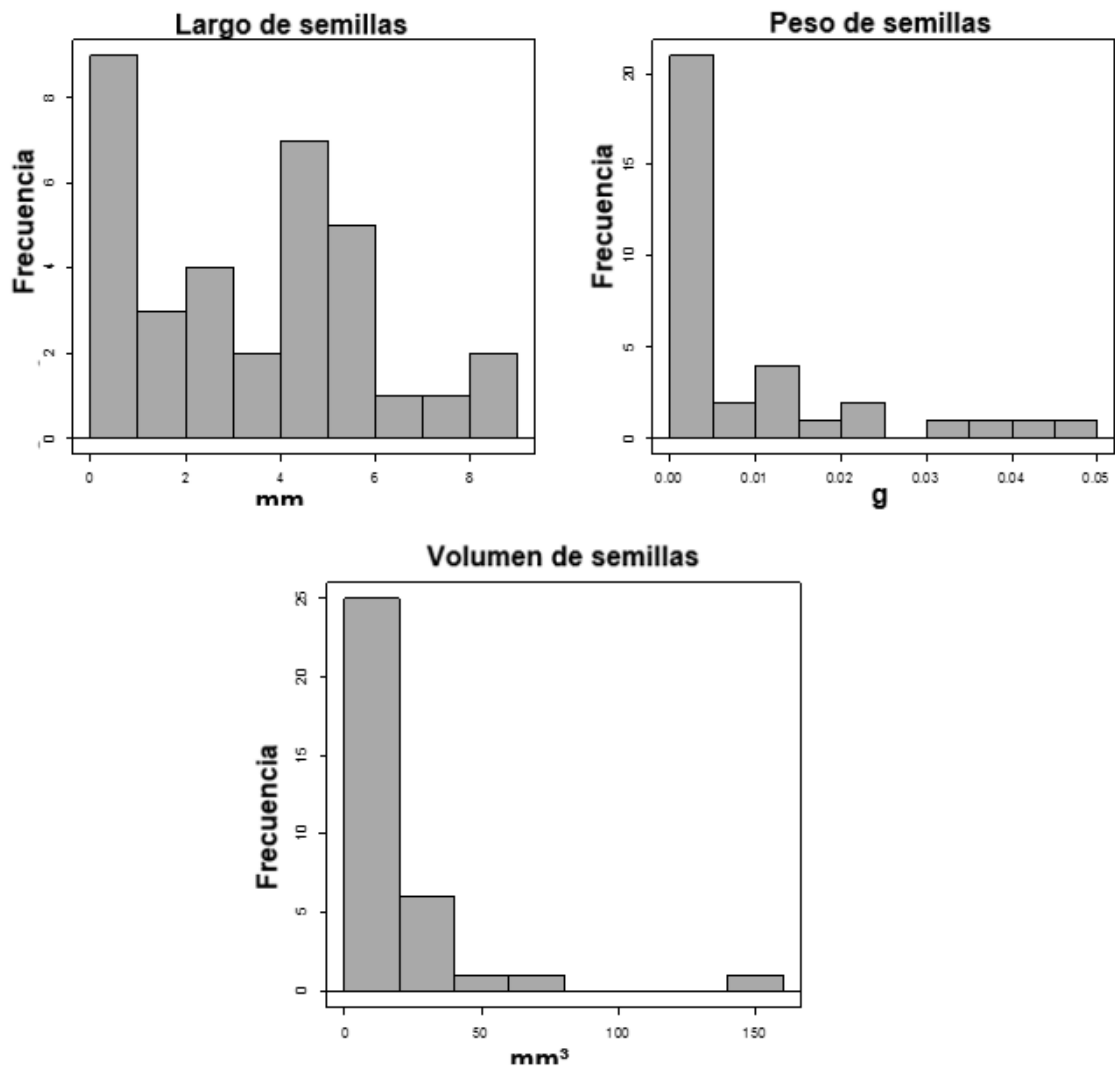 Largo de semillas
Frecuencia
8
6
4
2
0
0 2 4 6 8
mm
Peso de semillas
Frecuencia
20
15
10
5
0
0.00 0.01 0.02 0.03 0.04 0.05
g
Volumen de semillas
Frecuencia
25
20
15
10
5
0
0 50 100 150
mm³